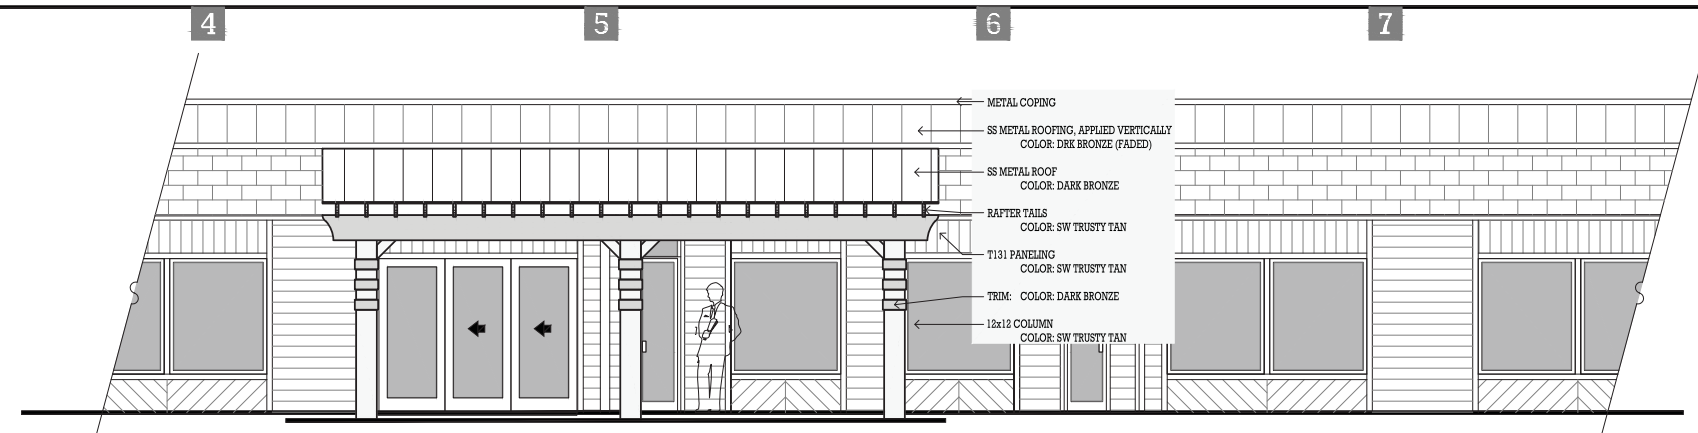 4
5
6
7
METAL COPING
SS METAL ROOFING, APPLIED VERTICALLY
COLOR: DRK BRONZE (FADED)
SS METAL ROOF
COLOR: DARK BRONZE
RAFTER TAILS
COLOR: SW TRUSTY TAN
T131 PANELING
COLOR: SW TRUSTY TAN
TRIM: COLOR: DARK BRONZE
12x12 COLUMN
COLOR: SW TRUSTY TAN